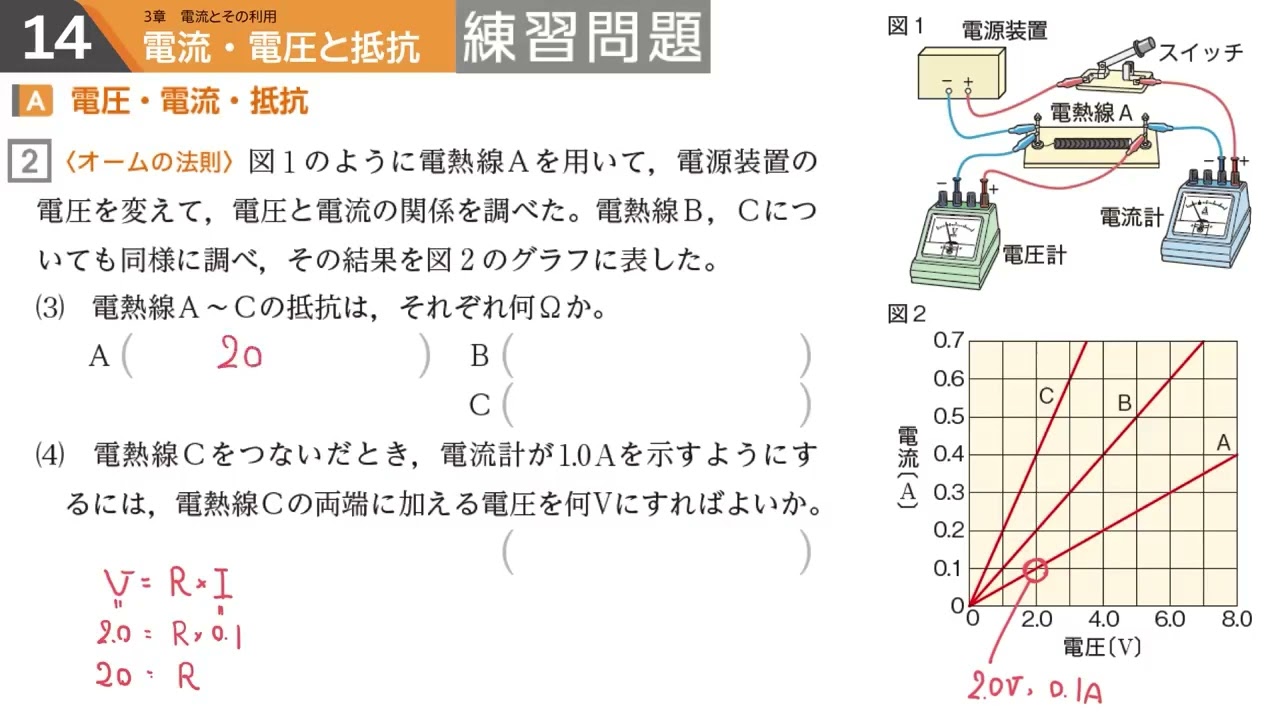 14
3章 電流とその利用
電流・電圧と抵抗
練習問題
A 電圧・電流・抵抗
2 〈オームの法則〉図1のように電熱線Aを用いて，電源装置の
電圧を変えて，電圧と電流の関係を調べた。電熱線B，Cにつ
いても同様に調べ，その結果を図2のグラフに表した。
⑶ 電熱線A～Cの抵抗は，それぞれ何Ωか。
A ( 20 ) B ( )
C ( )
⑷ 電熱線Cをつないだとき，電流計が1.0Aを示すようにす
るには，電熱線Cの両端に加える電圧を何Vにすればよいか。
( )
V = R × I
" "
2.0 = R × 0.1
20 = R
図1
電源装置
スイッチ
− +
電熱線A
− +
− +
V
A
電流計
電圧計
図2
0.7
0.6
0.5
0.4
0.3
0.2
0.1
0
電流〔A〕
C
B
A
0 2.0 4.0 6.0 8.0
電圧〔V〕
2.0V、0.1A